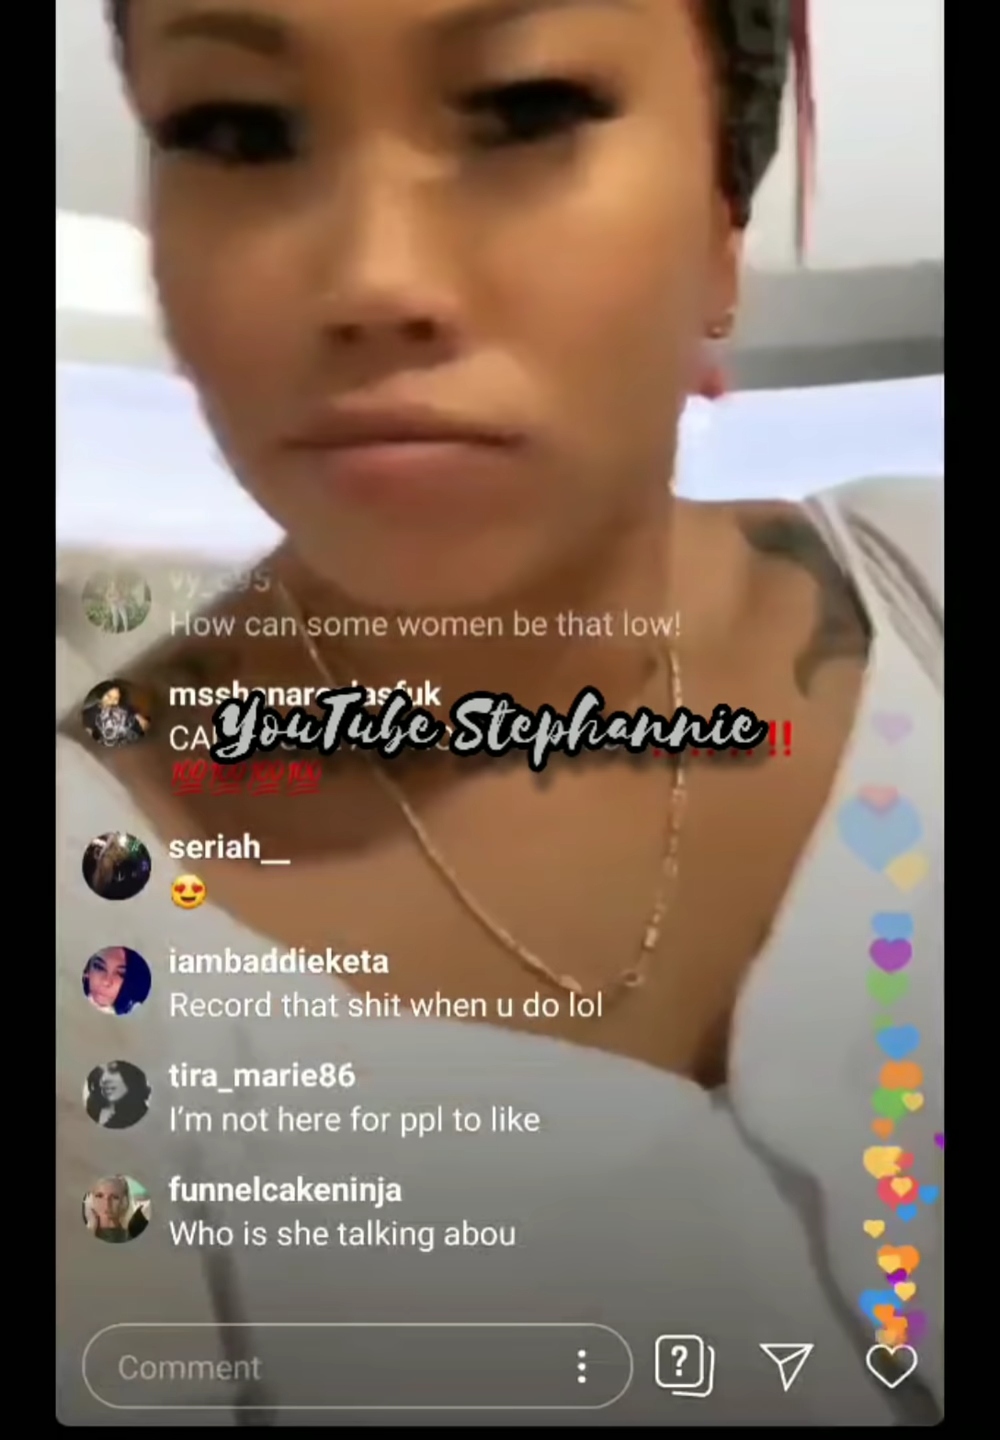 How can some women be that low!
YouTube Stephannie
💯💯💯💯
seriah__
😍
iambaddieketa
Record that shit when u do lol
tira_marie86
I'm not here for ppl to like
funnelcakeninja
Who is she talking abou
Comment